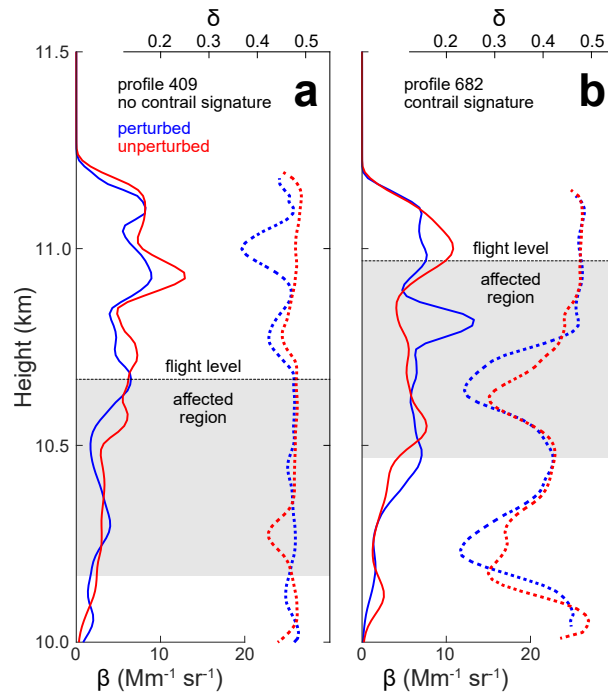 δ
δ
0.2 0.3 0.4 0.5
0.2 0.3 0.4 0.5
11.5
profile 409
no contrail signature
a
perturbed
unperturbed
profile 682
contrail signature
b
11.0
flight level
affected
region
Height (km)
flight level
affected
region
10.5
10.0
0 10 20
0 10 20
β (Mm⁻¹ sr⁻¹)
β (Mm⁻¹ sr⁻¹)